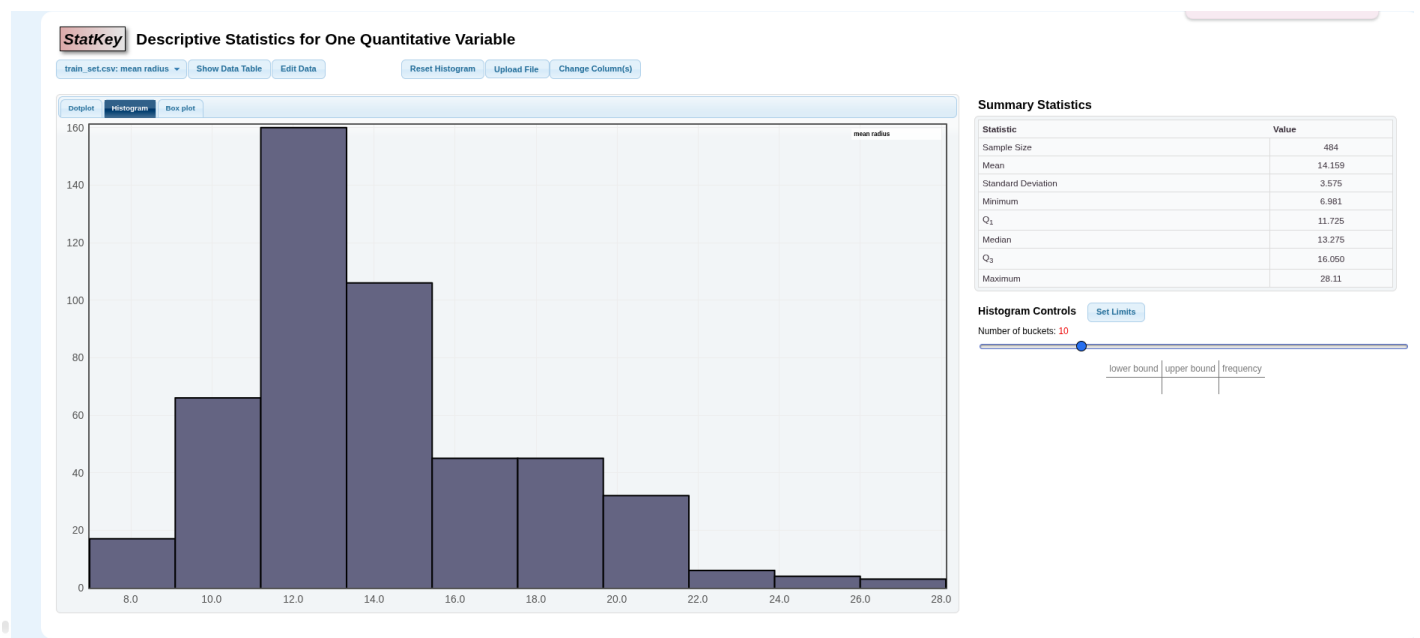 StatKey Descriptive Statistics for One Quantitative Variable
train_set.csv: mean radius Show Data Table Edit Data Reset Histogram Upload File Change Column(s)
Dotplot Histogram Box plot
mean radius
160
140
120
100
80
60
40
20
0
8.0 10.0 12.0 14.0 16.0 18.0 20.0 22.0 24.0 26.0 28.0
Summary Statistics
Statistic Value
Sample Size 484
Mean 14.159
Standard Deviation 3.575
Minimum 6.981
Q1 11.725
Median 13.275
Q3 16.050
Maximum 28.11
Histogram Controls Set Limits
Number of buckets: 10
lower bound upper bound frequency